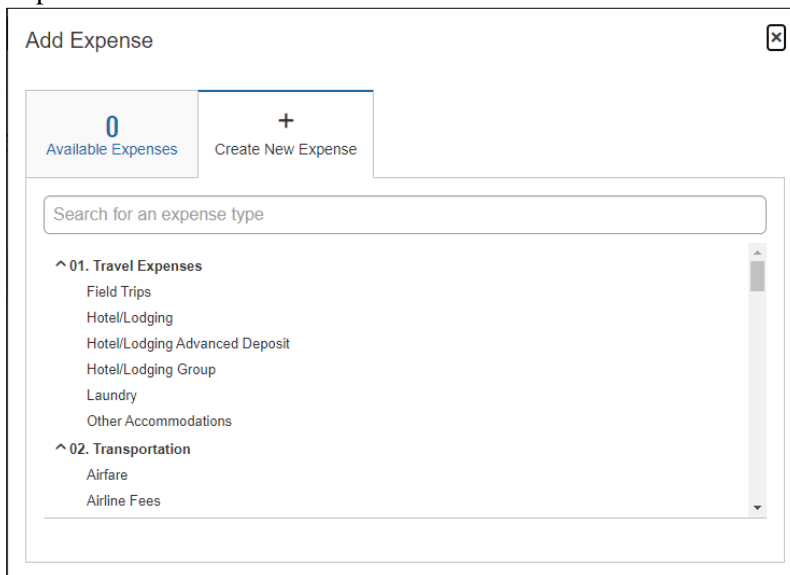 Add Expense
0
Available Expenses
+
Create New Expense
Search for an expense type
01. Travel Expenses
Field Trips
Hotel/Lodging
Hotel/Lodging Advanced Deposit
Hotel/Lodging Group
Laundry
Other Accommodations
02. Transportation
Airfare
Airline Fees